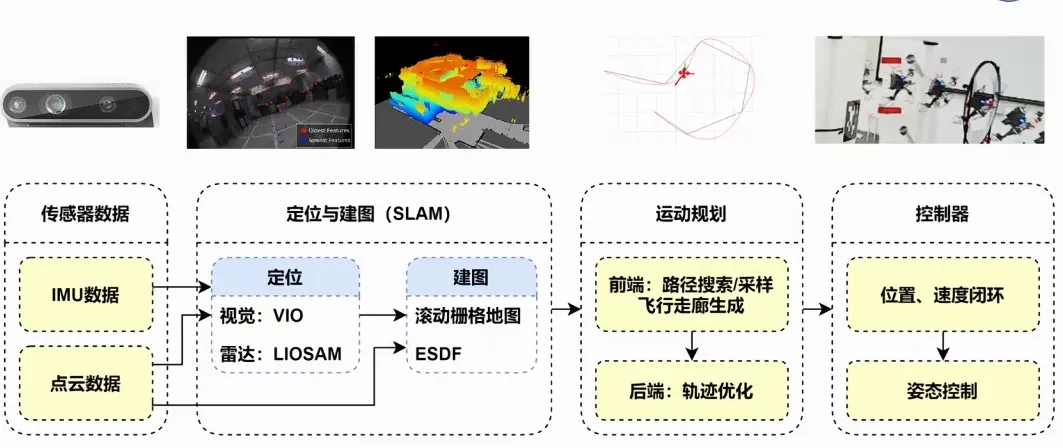 Oldest Features
Newest Features
传感器数据
定位与建图（SLAM）
运动规划
控制器
IMU数据
点云数据
定位
视觉：VIO
雷达：LIOSAM
建图
滚动栅格地图
ESDF
前端：路径搜索/采样
飞行走廊生成
后端：轨迹优化
位置、速度闭环
姿态控制